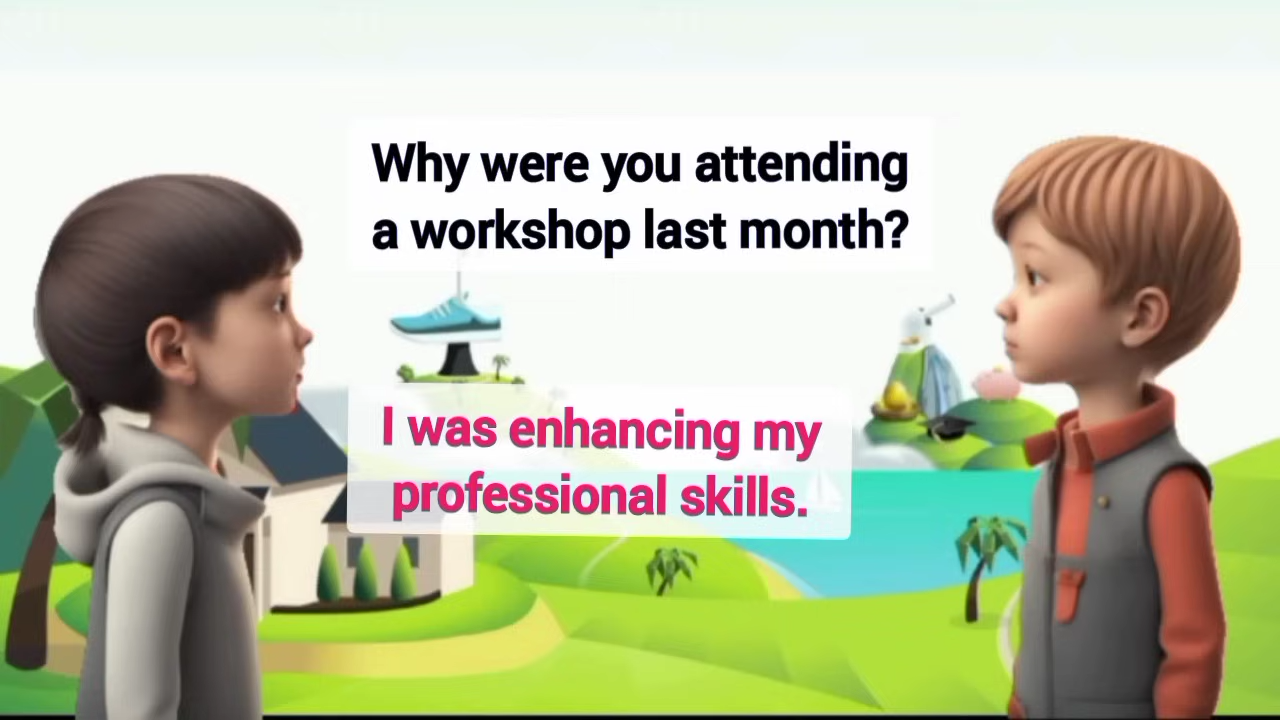 Why were you attending
a workshop last month?
I was enhancing my
professional skills.